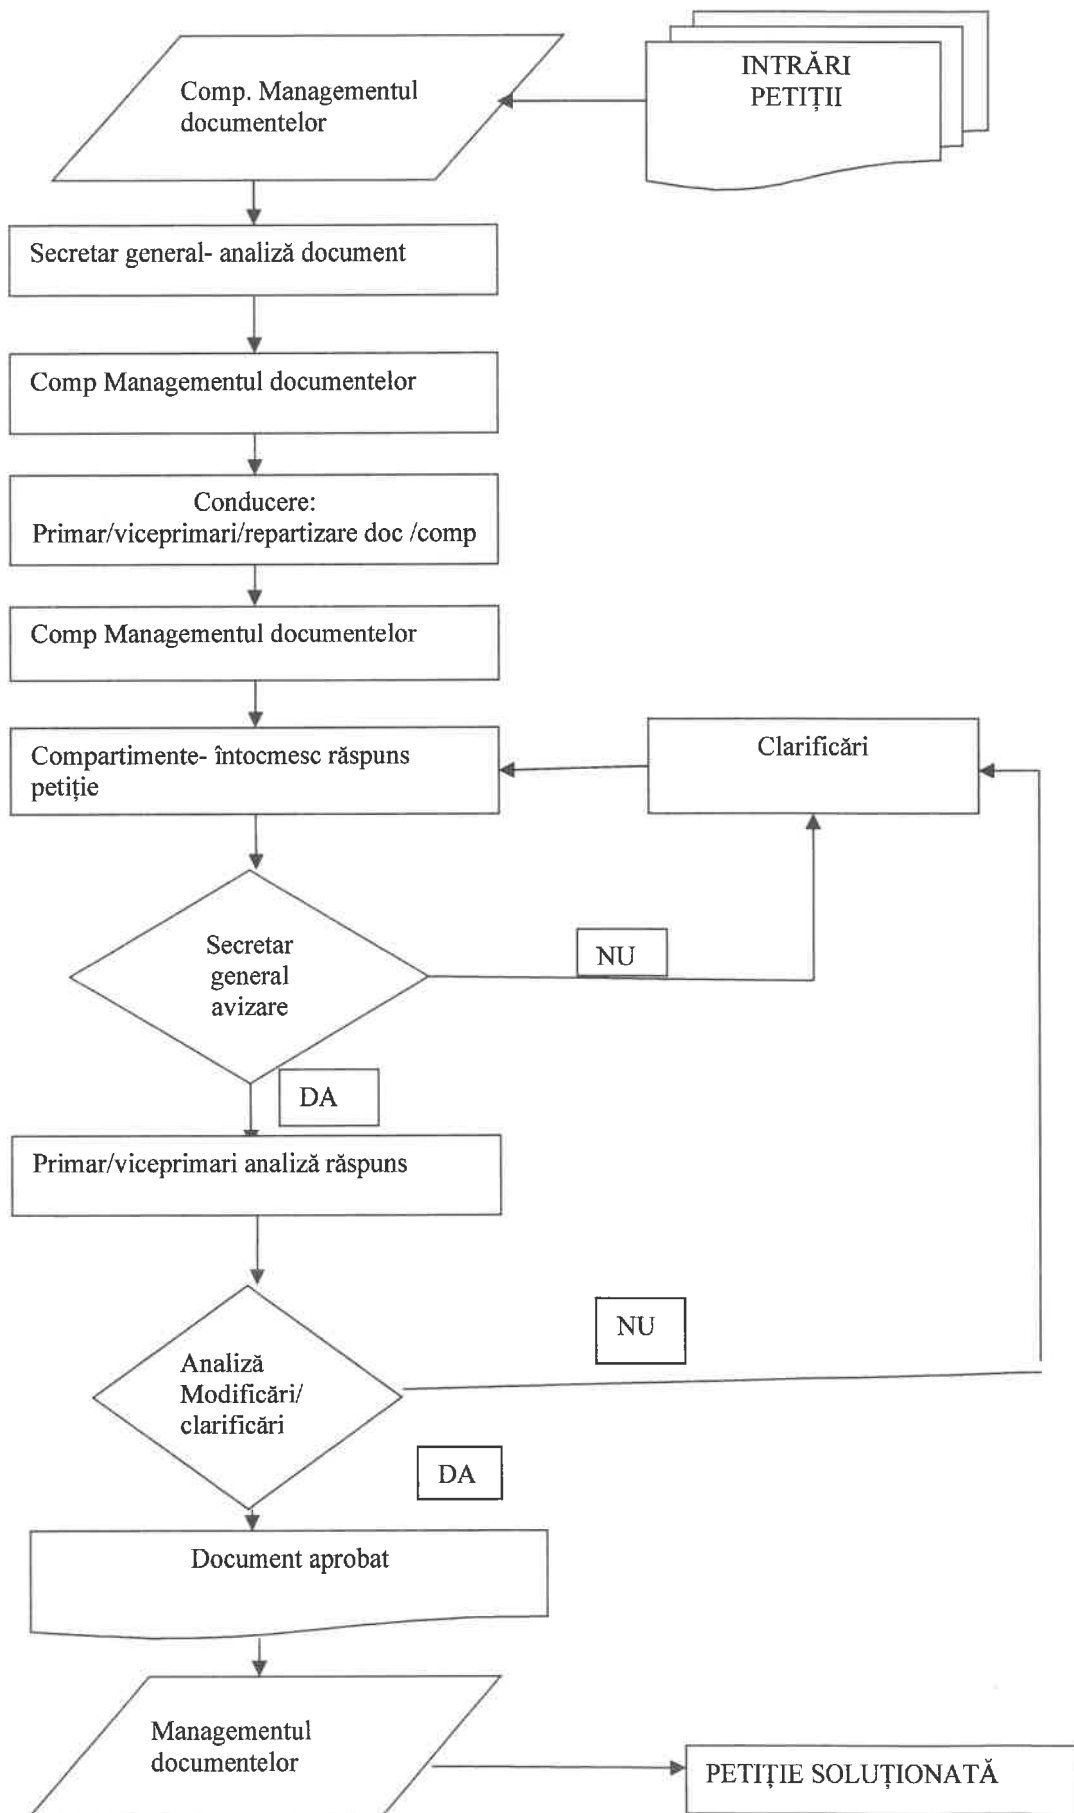 INTRĂRI
PETIȚII
Comp. Managementul
documentelor
Secretar general- analiză document
Comp Managementul documentelor
Conducere:
Primar/viceprimari/repartizare doc /comp
Comp Managementul documentelor
Compartimente- întocmesc răspuns
petiție
Clarificări
Secretar
general
avizare
NU
DA
Primar/viceprimari analiză răspuns
NU
Analiză
Modificări/
clarificări
DA
Document aprobat
Managementul
documentelor
PETIȚIE SOLUȚIONATĂ